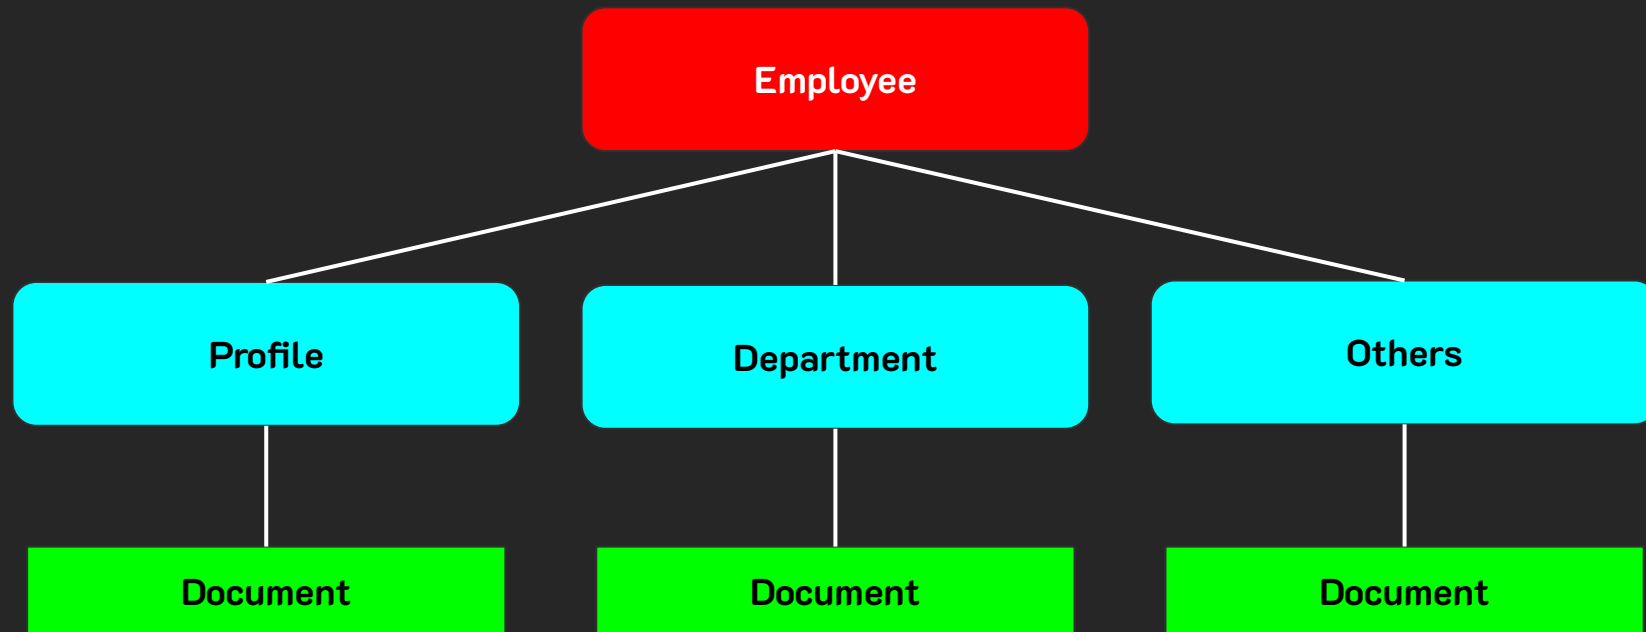 Employee
Profile
Department
Others
Document
Document
Document